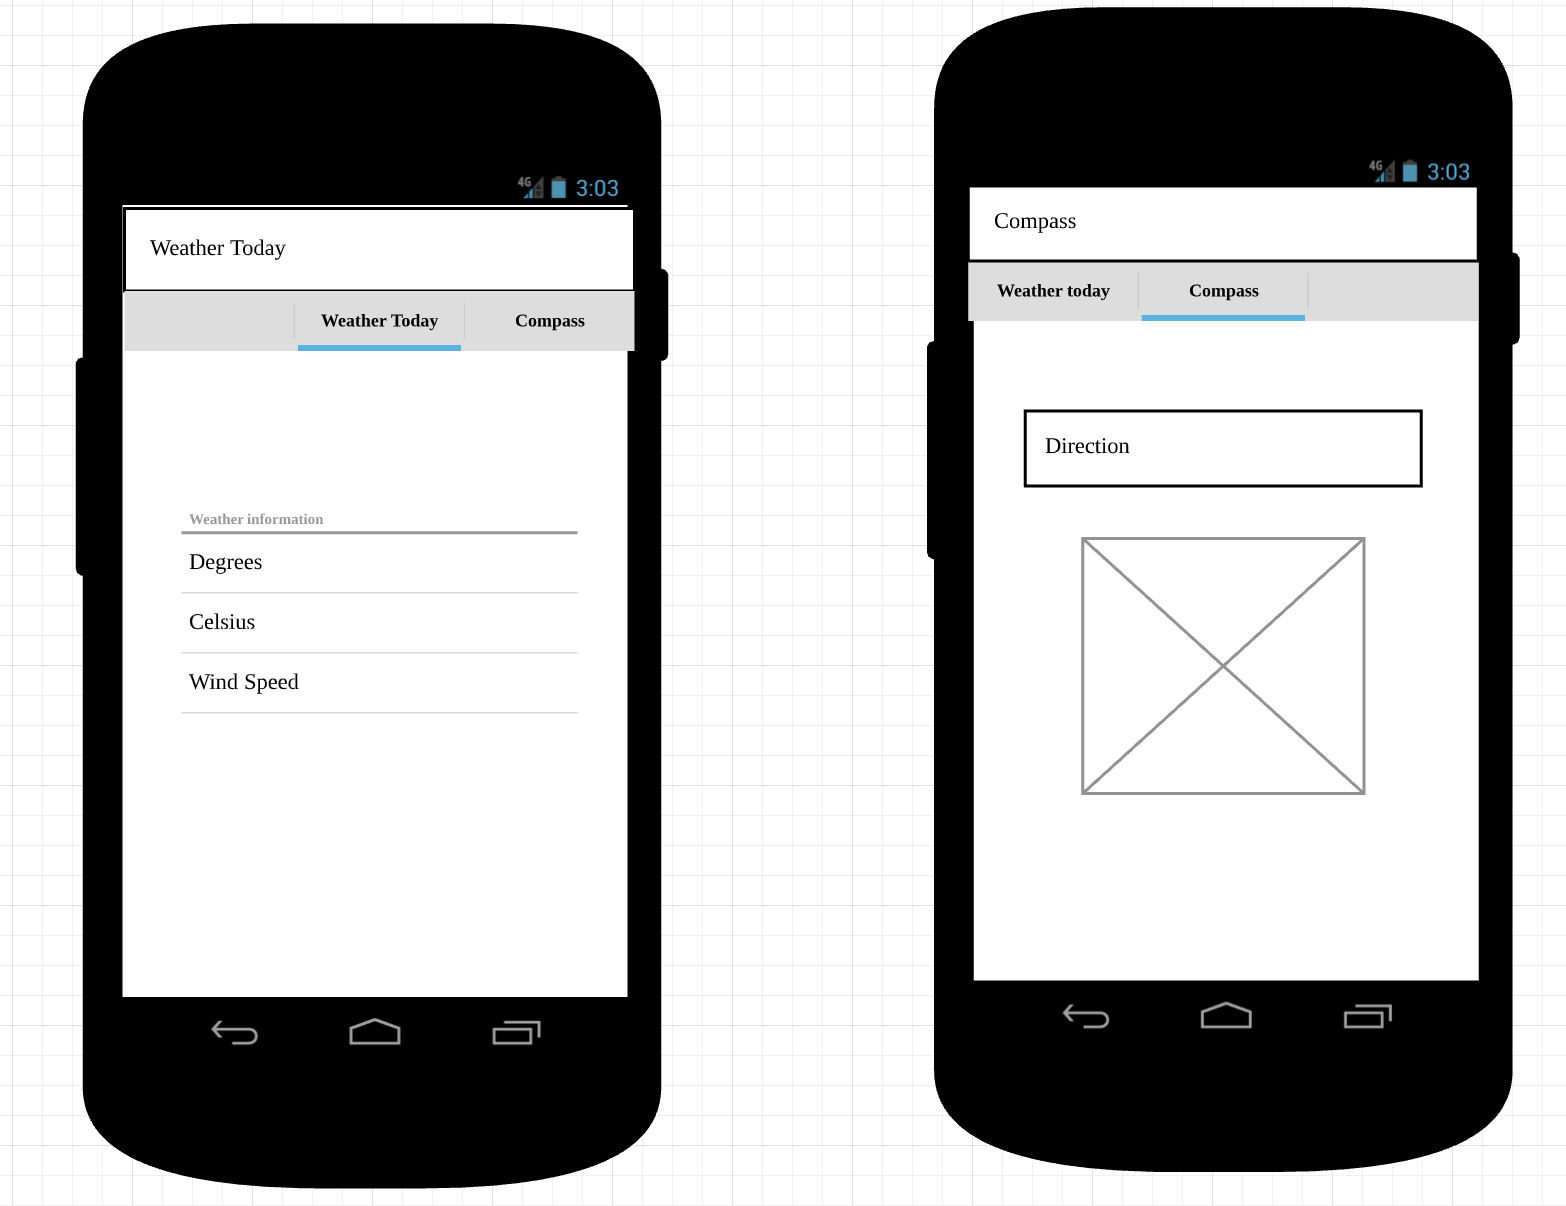 4G 3:03
Weather Today
Weather Today Compass
Weather information
Degrees
Celsius
Wind Speed
4G 3:03
Compass
Weather today Compass
Direction